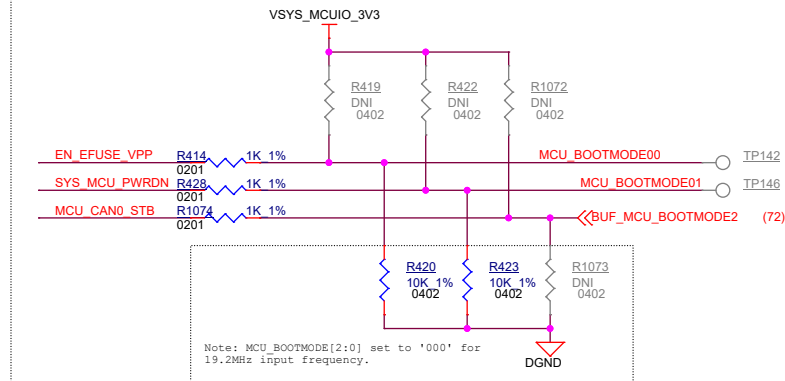 VSYS_MCUIO_3V3
R419
DNI
0402
R422
DNI
0402
R1072
DNI
0402
EN_EFUSE_VPP R414 1K_1% MCU_BOOTMODE00 TP142
0201
SYS_MCU_PWRDN R428 1K_1% MCU_BOOTMODE01 TP146
0201
MCU_CAN0_STB R1074 1K_1% BUF_MCU_BOOTMODE2 (72)
0201
R420
10K_1%
0402
R423
10K_1%
0402
R1073
DNI
0402
Note: MCU_BOOTMODE[2:0] set to '000' for
19.2MHz input frequency.
DGND